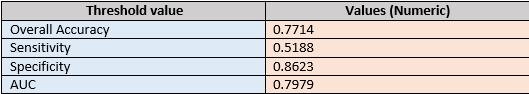 Threshold value Values (Numeric)
Overall Accuracy 0.7714
Sensitivity 0.5188
Specificity 0.8623
AUC 0.7979